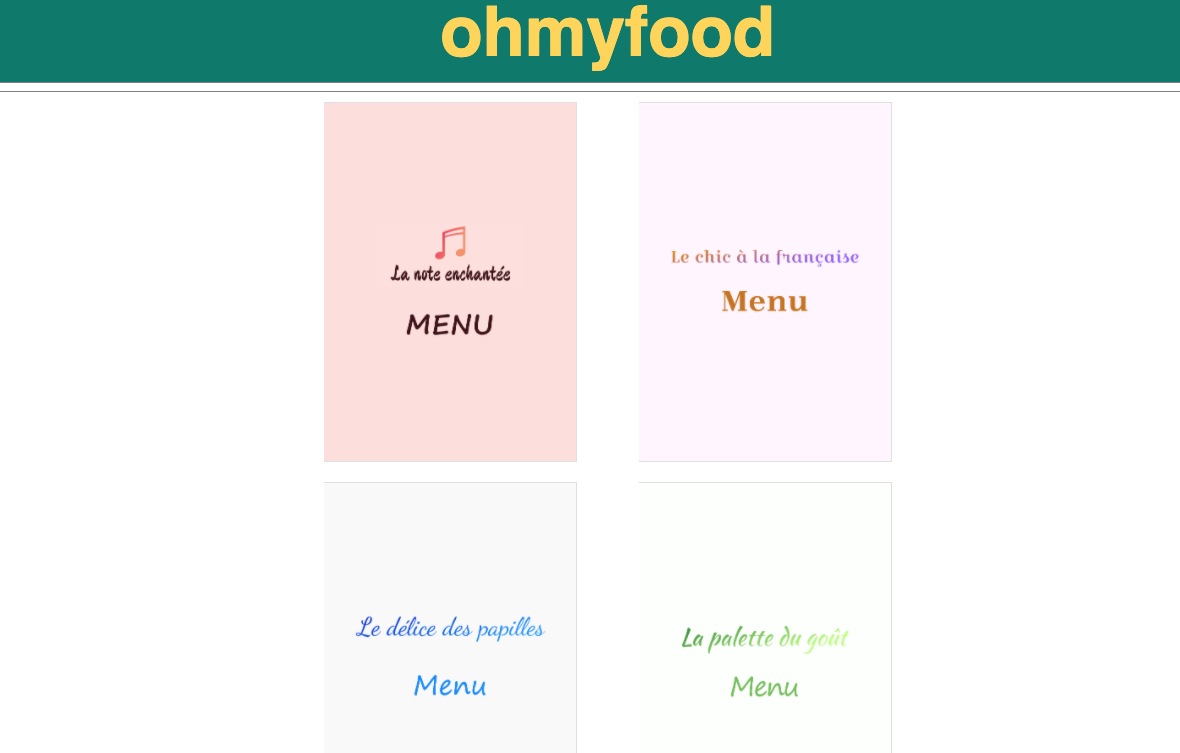 ohmyfood
La note enchantée
MENU
Le chic à la française
Menu
Le délice des papilles
Menu
La palette du goût
Menu